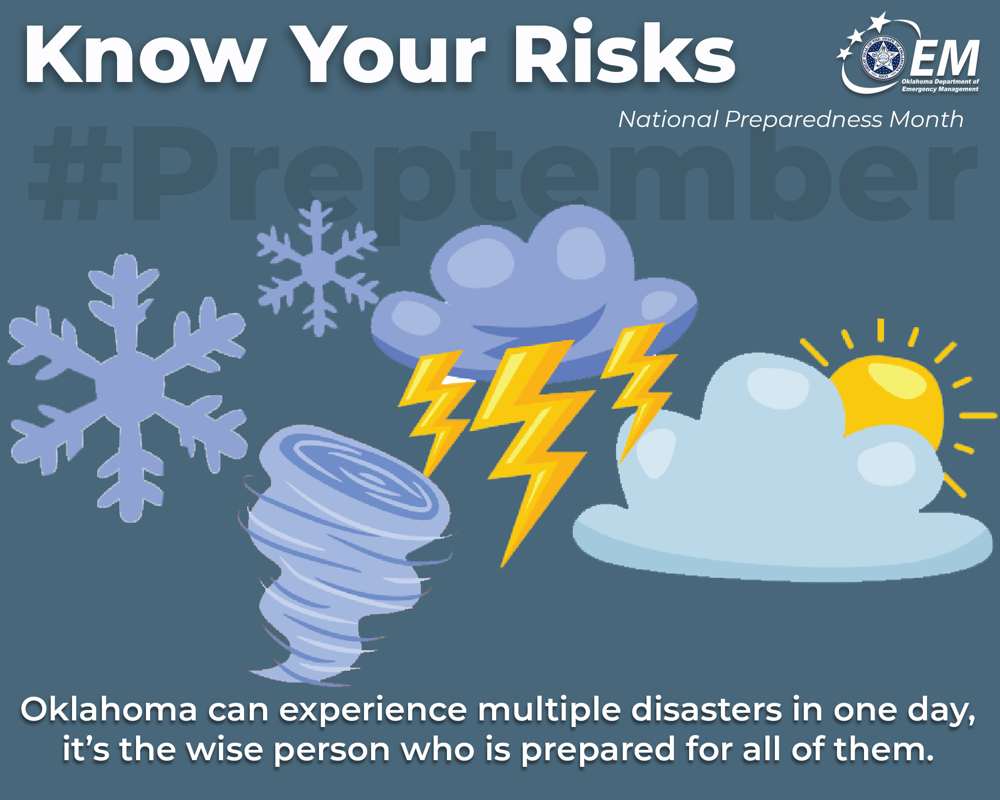 Know Your Risks
GREAT SEAL OF THE STATE OF OKLAHOMA
1907
EM
Oklahoma Department of
Emergency Management
National Preparedness Month
#Preptember
Oklahoma can experience multiple disasters in one day,
it’s the wise person who is prepared for all of them.